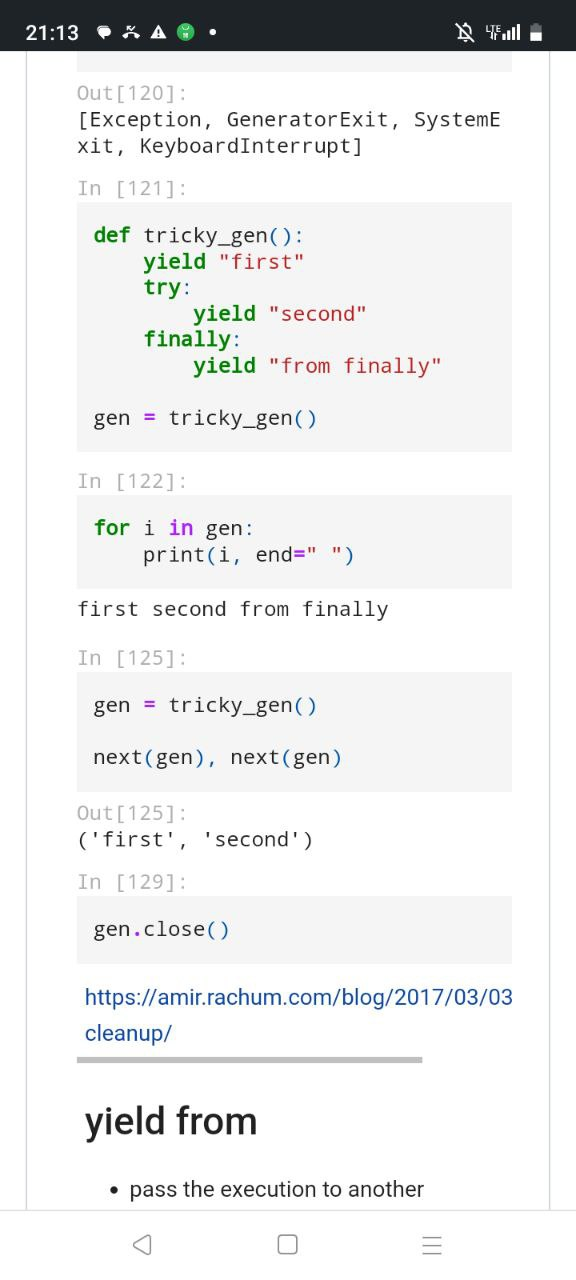 21:13
LTE
Out[120]:
[Exception, GeneratorExit, SystemE
xit, KeyboardInterrupt]
In [121]:
def tricky_gen():
    yield "first"
    try:
        yield "second"
    finally:
        yield "from finally"
gen = tricky_gen()
In [122]:
for i in gen:
    print(i, end=" ")
first second from finally
In [125]:
gen = tricky_gen()
next(gen), next(gen)
Out[125]:
('first', 'second')
In [129]:
gen.close()
https://amir.rachum.com/blog/2017/03/03
cleanup/
yield from
• pass the execution to another